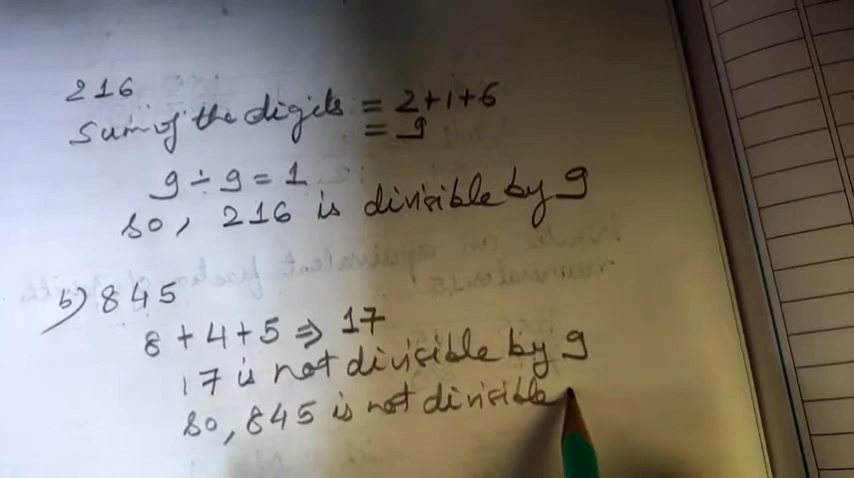 216
Sum of the digits = 2+1+6
= 9
9 ÷ 9 = 1
so, 216 is divisible by 9
b) 845
8 + 4 + 5 ⇒ 17
17 is not divisible by 9
so, 845 is not divisible